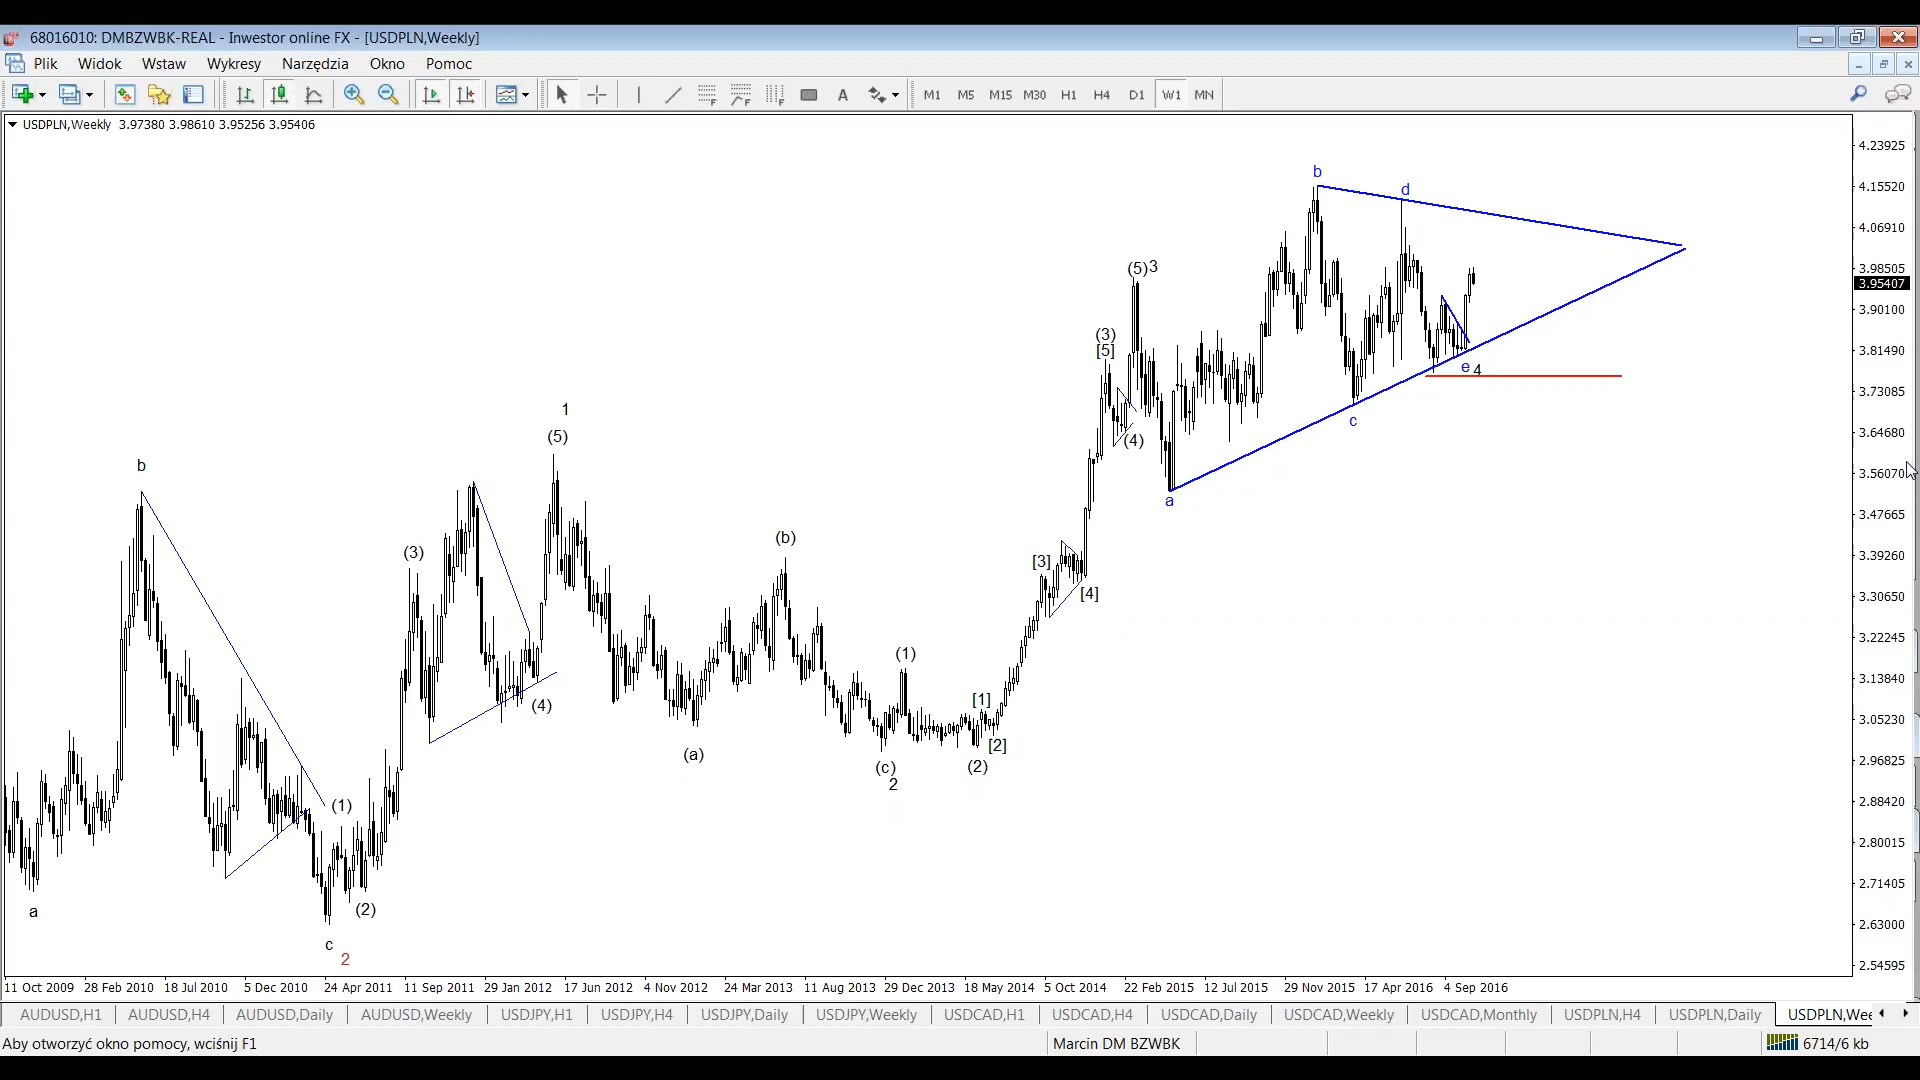 68016010: DMBZWBK-REAL - Inwestor online FX - [USDPLN,Weekly]
Plik Widok Wstaw Wykresy Narzędzia Okno Pomoc
A M1 M5 M15 M30 H1 H4 D1 W1 MN
USDPLN,Weekly 3.97380 3.98610 3.95256 3.95406
4.23925
b
d
4.15520
4.06910
(5) 3
3.98505
3.95407
3.90100
(3)
[5]
3.81490
e 4
3.73085
c
1
(5)
(4)
3.64680
b
3.56070
a
3.47665
(b)
(3)
3.39260
[3]
[4]
3.30650
3.22245
(1)
3.13840
[1]
(4)
3.05230
[2]
(a)
(c)
(2)
2
2.96825
(1)
2.88420
2.80015
2.71405
a
(2)
2.63000
c
2
2.54595
11 Oct 2009 28 Feb 2010 18 Jul 2010 5 Dec 2010 24 Apr 2011 11 Sep 2011 29 Jan 2012 17 Jun 2012 4 Nov 2012 24 Mar 2013 11 Aug 2013 29 Dec 2013 18 May 2014 5 Oct 2014 22 Feb 2015 12 Jul 2015 29 Nov 2015 17 Apr 2016 4 Sep 2016
AUDUSD,H1 AUDUSD,H4 AUDUSD,Daily AUDUSD,Weekly USDJPY,H1 USDJPY,H4 USDJPY,Daily USDJPY,Weekly USDCAD,H1 USDCAD,H4 USDCAD,Daily USDCAD,Weekly USDCAD,Monthly USDPLN,H4 USDPLN,Daily USDPLN,Wee
Aby otworzyć okno pomocy, wciśnij F1 Marcin DM BZWBK 6714/6 kb